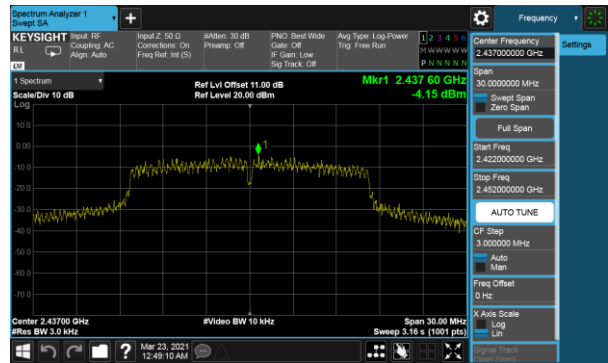 Spectrum Analyzer 1
Swept SA
+
Frequency
KEYSIGHT
RL
Input: RF
Coupling: AC
Align: Auto
Input Z: 50 Ω
Corrections: On
Freq Ref: Int (S)
#Atten: 30 dB
Preamp: Off
PNO: Best Wide
Gate: Off
IF Gain: Low
Sig Track: Off
Avg Type: Log-Power
Trig: Free Run
1 2 3 4 5 6
M W W W W W
P N N N N N
Center Frequency
2.437000000 GHz
Settings
Span
30.0000000 MHz
Swept Span
Zero Span
Full Span
Start Freq
2.422000000 GHz
Stop Freq
2.452000000 GHz
AUTO TUNE
CF Step
3.000000 MHz
Auto
Man
Freq Offset
0 Hz
X Axis Scale
Log
Lin
Signal Track
(Span Zoom)
1 Spectrum
Scale/Div 10 dB
Ref Lvl Offset 11.00 dB
Ref Level 20.00 dBm
Mkr1 2.437 60 GHz
-4.15 dBm
Log
10.0
0.00
1
-10.0
-20.0
-30.0
-40.0
-50.0
-60.0
-70.0
Center 2.43700 GHz
#Res BW 3.0 kHz
#Video BW 10 kHz
Span 30.00 MHz
Sweep 3.16 s (1001 pts)
?
Mar 23, 2021
12:49:10 AM